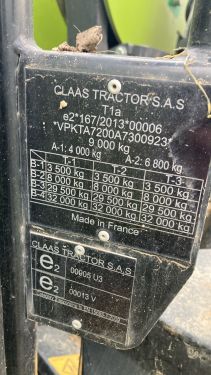 CLAAS TRACTOR S.A.S
T1a
e2*167/2013*00006
*VPKTA7200A7300923*
9 000 kg
A-1: 4 000 kg A-2: 6 800 kg
T-1 T-2 T-3
B-1 3 500 kg 3 500 kg 3 500 kg
B-2 8 000 kg 8 000 kg 8 000 kg
B-3 29 500 kg 29 500 kg 29 500 kg
B-4 32 000 kg 32 000 kg 32 000 kg
Made in France
CLAAS TRACTOR S.A.S
e2 00905 U3
e2 00013 V